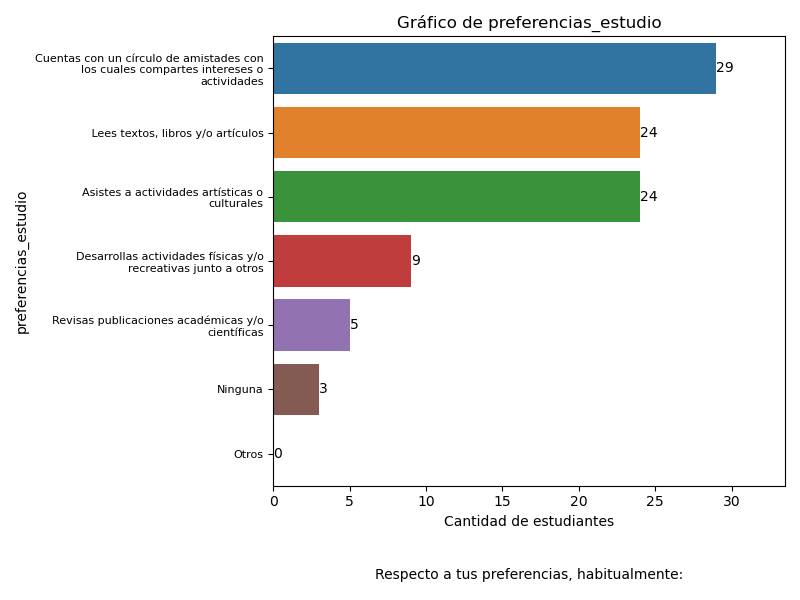 Gráfico de preferencias_estudio
preferencias_estudio
Cuentas con un círculo de amistades con
los cuales compartes intereses o
actividades
29
Lees textos, libros y/o artículos
24
Asistes a actividades artísticas o
culturales
24
Desarrollas actividades físicas y/o
recreativas junto a otros
9
Revisas publicaciones académicas y/o
científicas
5
Ninguna
3
Otros
0
0 5 10 15 20 25 30
Cantidad de estudiantes
Respecto a tus preferencias, habitualmente: